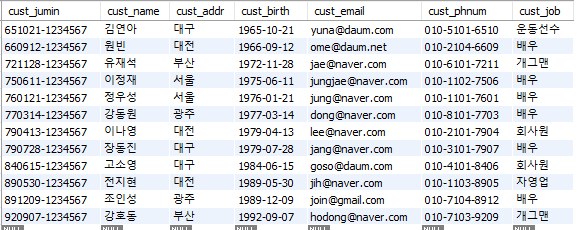 cust_jumin cust_name cust_addr cust_birth cust_email cust_phnum cust_job
651021-1234567 김연아 대구 1965-10-21 yuna@daum.com 010-5101-6510 운동선수
660912-1234567 원빈 대전 1966-09-12 ome@daum.net 010-2104-6609 배우
721128-1234567 유재석 부산 1972-11-28 jae@naver.com 010-6101-7211 개그맨
750611-1234567 이정재 서울 1975-06-11 jungjae@naver.com 010-1102-7506 배우
760121-1234567 정우성 서울 1976-01-21 jung@naver.com 010-1101-7601 배우
770314-1234567 강동원 광주 1977-03-14 dong@naver.com 010-8101-7703 배우
790413-1234567 이나영 대전 1979-04-13 lee@naver.com 010-2101-7904 회사원
790728-1234567 장동진 대구 1979-07-28 jang@naver.com 010-3101-7907 배우
840615-1234567 고소영 대구 1984-06-15 goso@daum.com 010-4101-8406 회사원
890530-1234567 전지현 대전 1989-05-30 jih@naver.com 010-1103-8905 자영업
891209-1234567 조인성 광주 1989-12-09 join@gmail.com 010-7104-8912 배우
920907-1234567 강호동 부산 1992-09-07 hodong@naver.com 010-7103-9209 개그맨
NULL NULL NULL NULL NULL NULL NULL